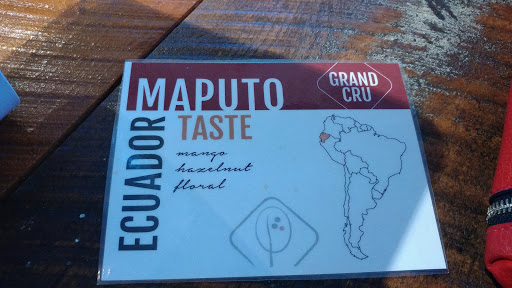 MAPUTO
GRAND
CRU
ECUADOR
TASTE
mango
hazelnut
floral